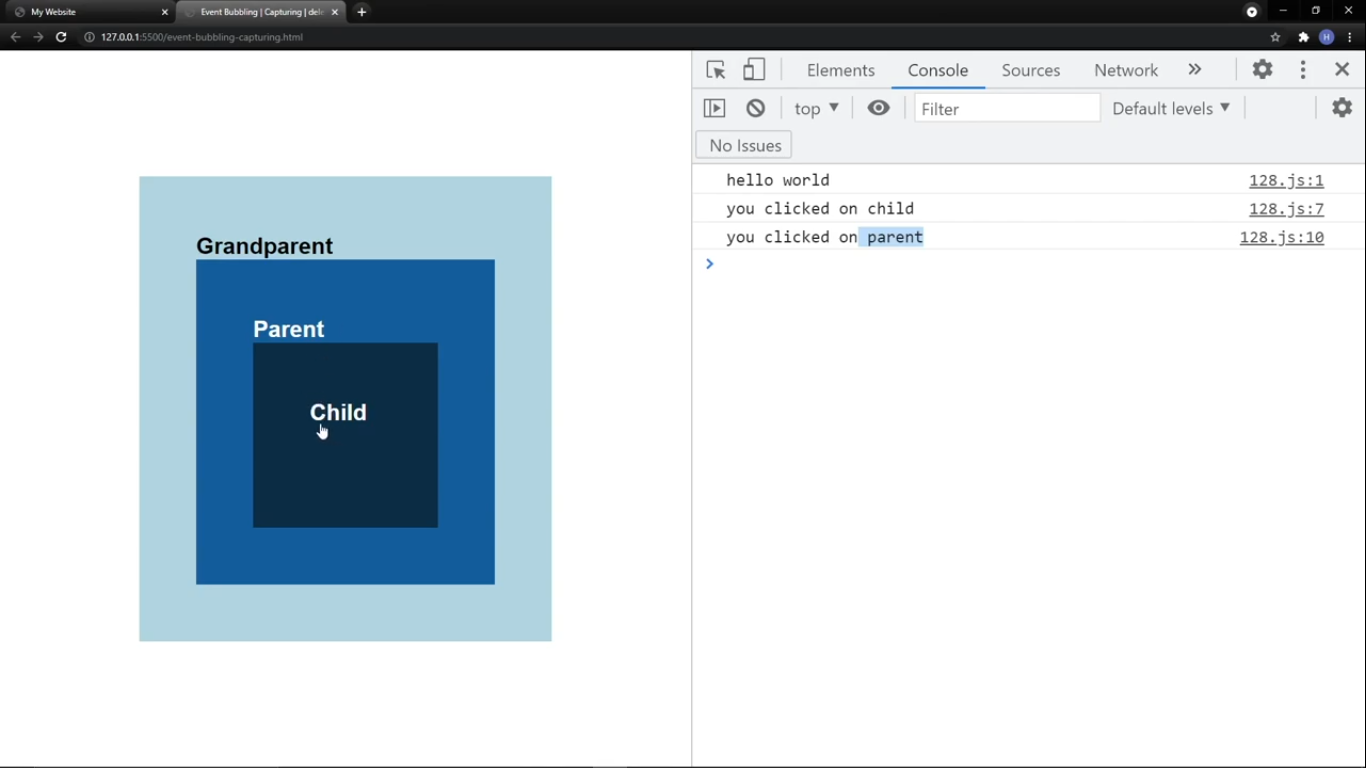 My Website
Event Bubbling | Capturing | dele
127.0.0.1:5500/event-bubbling-capturing.html
H
Elements Console Sources Network
top Filter Default levels
No Issues
hello world 128.js:1
you clicked on child 128.js:7
you clicked on parent 128.js:10
Grandparent
Parent
Child